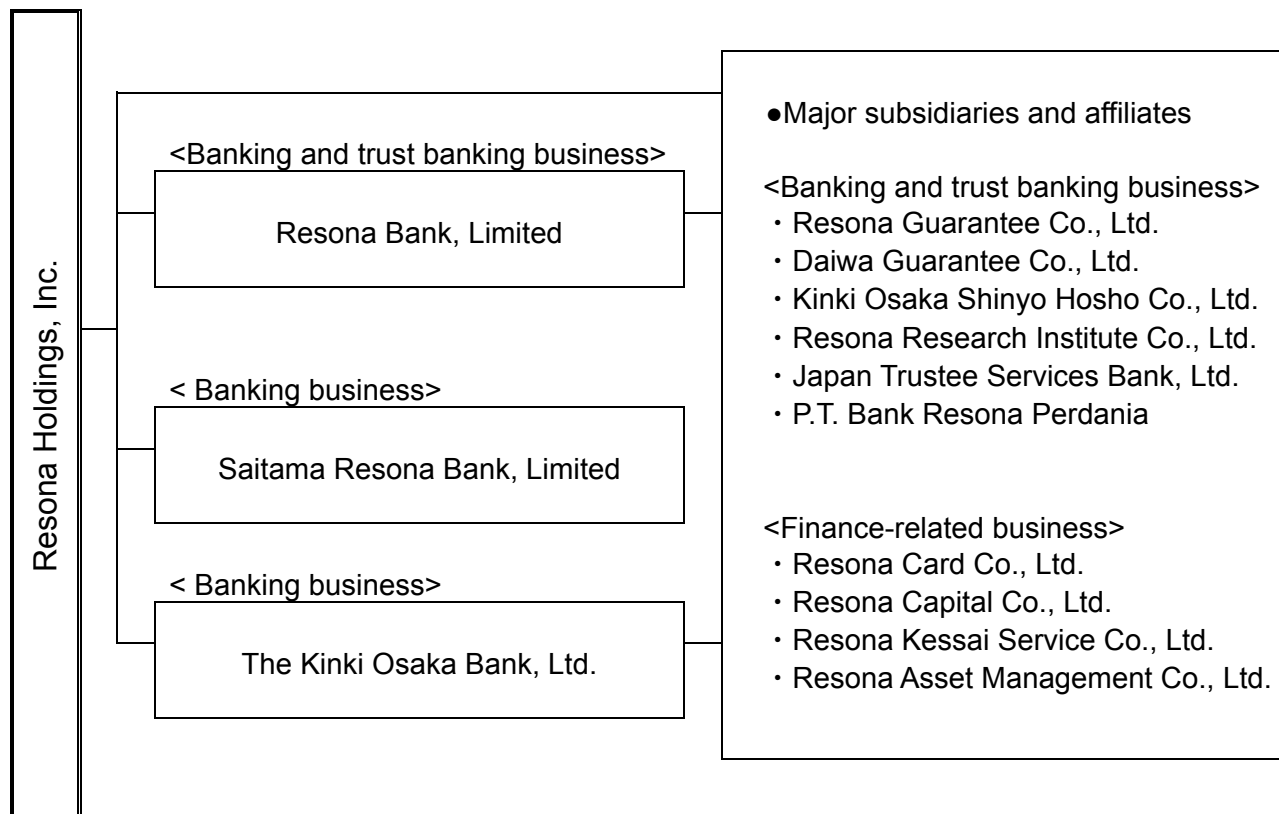 Resona Holdings, Inc.
<Banking and trust banking business>
Resona Bank, Limited
< Banking business>
Saitama Resona Bank, Limited
< Banking business>
The Kinki Osaka Bank, Ltd.
●Major subsidiaries and affiliates
<Banking and trust banking business>
・Resona Guarantee Co., Ltd.
・Daiwa Guarantee Co., Ltd.
・Kinki Osaka Shinyo Hosho Co., Ltd.
・Resona Research Institute Co., Ltd.
・Japan Trustee Services Bank, Ltd.
・P.T. Bank Resona Perdania
<Finance-related business>
・Resona Card Co., Ltd.
・Resona Capital Co., Ltd.
・Resona Kessai Service Co., Ltd.
・Resona Asset Management Co., Ltd.